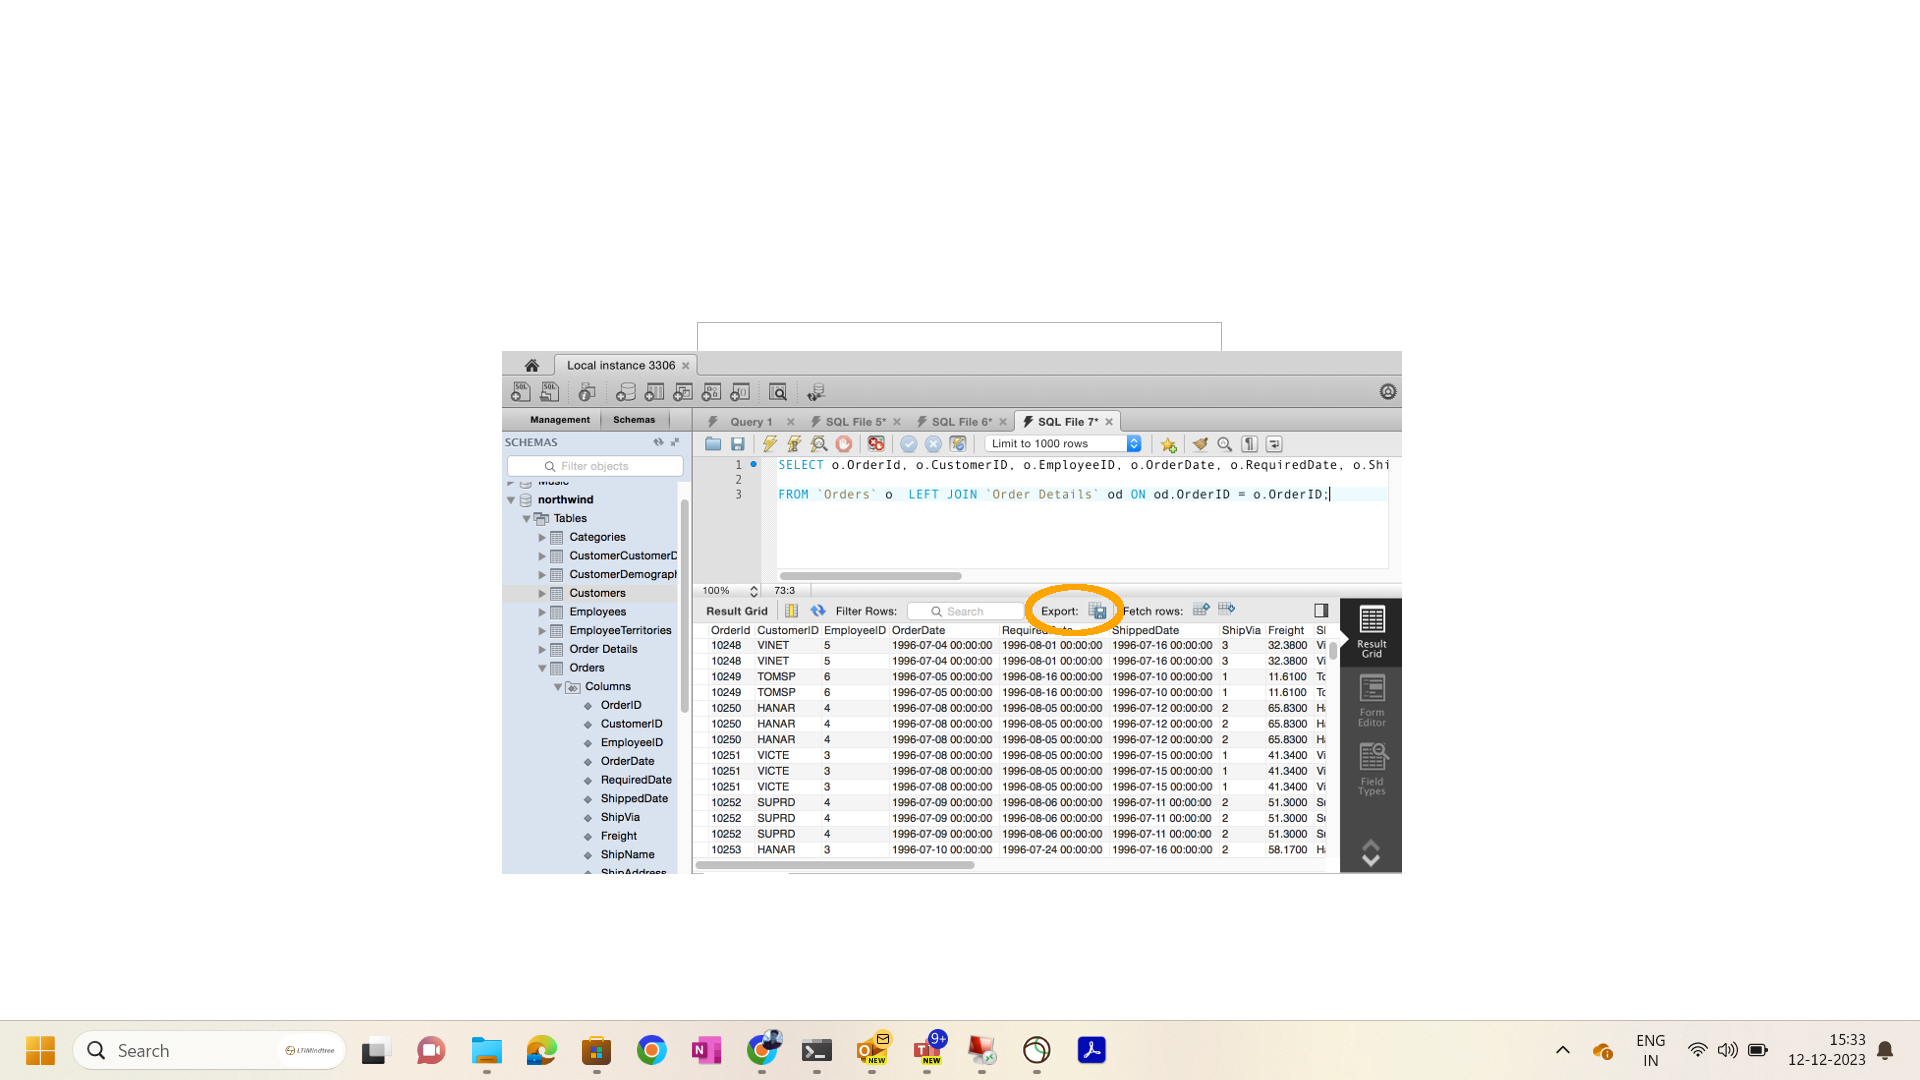 Local instance 3306
Management Schemas
Query 1 SQL File 5* SQL File 6* SQL File 7*
SCHEMAS
Filter objects
Music
northwind
Tables
Categories
CustomerCustomerD
CustomerDemograph
Customers
Employees
EmployeeTerritories
Order Details
Orders
Columns
OrderID
CustomerID
EmployeeID
OrderDate
RequiredDate
ShippedDate
ShipVia
Freight
ShipName
ShipAddress
Limit to 1000 rows
1 SELECT o.OrderId, o.CustomerID, o.EmployeeID, o.OrderDate, o.RequiredDate, o.Shi
2
3 FROM `Orders` o LEFT JOIN `Order Details` od ON od.OrderID = o.OrderID;
100% 73:3
Result Grid Filter Rows: Search Export: Fetch rows:
OrderId CustomerID EmployeeID OrderDate RequiredDate ShippedDate ShipVia Freight Sl
10248 VINET 5 1996-07-04 00:00:00 1996-08-01 00:00:00 1996-07-16 00:00:00 3 32.3800 Vi
10248 VINET 5 1996-07-04 00:00:00 1996-08-01 00:00:00 1996-07-16 00:00:00 3 32.3800 Vi
10249 TOMSP 6 1996-07-05 00:00:00 1996-08-16 00:00:00 1996-07-10 00:00:00 1 11.6100 To
10249 TOMSP 6 1996-07-05 00:00:00 1996-08-16 00:00:00 1996-07-10 00:00:00 1 11.6100 To
10250 HANAR 4 1996-07-08 00:00:00 1996-08-05 00:00:00 1996-07-12 00:00:00 2 65.8300 Ha
10250 HANAR 4 1996-07-08 00:00:00 1996-08-05 00:00:00 1996-07-12 00:00:00 2 65.8300 Ha
10250 HANAR 4 1996-07-08 00:00:00 1996-08-05 00:00:00 1996-07-12 00:00:00 2 65.8300 Ha
10251 VICTE 3 1996-07-08 00:00:00 1996-08-05 00:00:00 1996-07-15 00:00:00 1 41.3400 Vi
10251 VICTE 3 1996-07-08 00:00:00 1996-08-05 00:00:00 1996-07-15 00:00:00 1 41.3400 Vi
10251 VICTE 3 1996-07-08 00:00:00 1996-08-05 00:00:00 1996-07-15 00:00:00 1 41.3400 Vi
10252 SUPRD 4 1996-07-09 00:00:00 1996-08-06 00:00:00 1996-07-11 00:00:00 2 51.3000 Su
10252 SUPRD 4 1996-07-09 00:00:00 1996-08-06 00:00:00 1996-07-11 00:00:00 2 51.3000 Su
10252 SUPRD 4 1996-07-09 00:00:00 1996-08-06 00:00:00 1996-07-11 00:00:00 2 51.3000 Su
10253 HANAR 3 1996-07-10 00:00:00 1996-07-24 00:00:00 1996-07-16 00:00:00 2 58.1700 Ha
Result
Grid
Form
Editor
Field
Types
Search LTIMindtree
NEW 9+ NEW
ENG
IN
15:33
12-12-2023